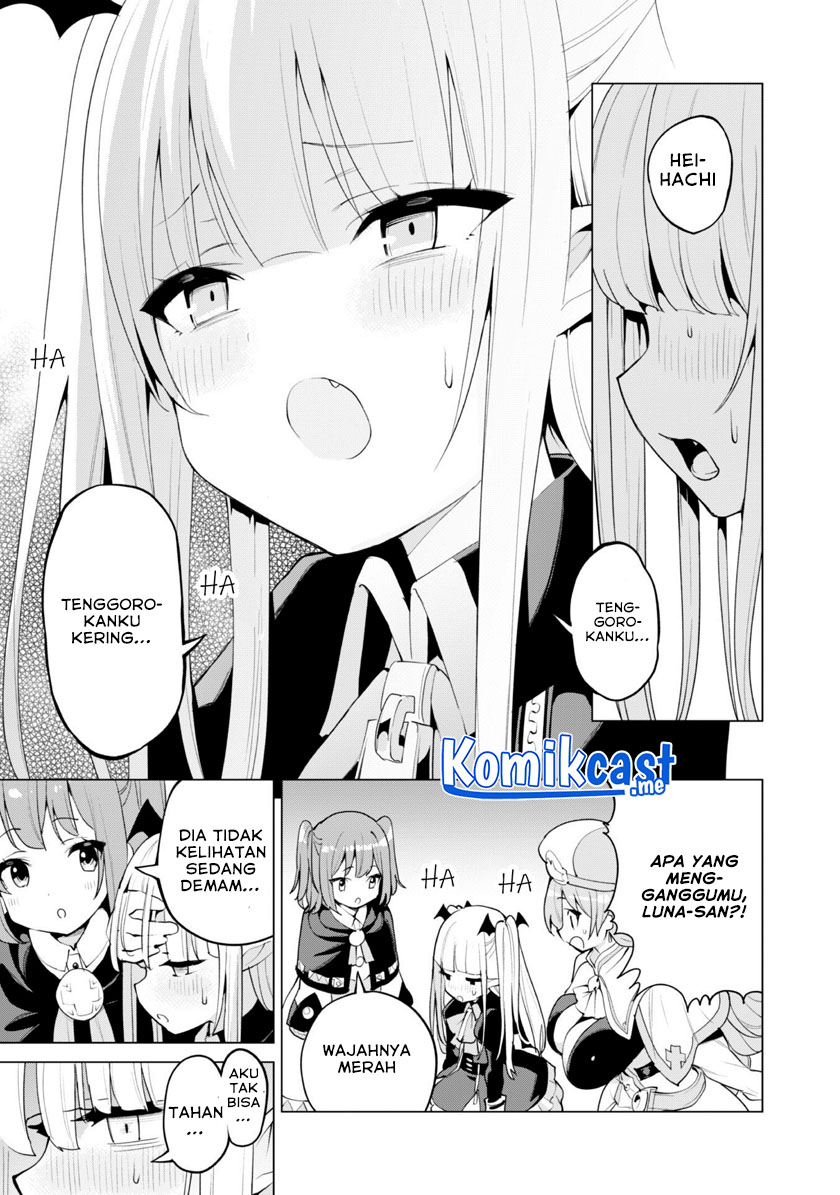 HEI-
HACHI
TENG-
GORO-
KANKU...
HA
HA
TENGGORO-
KANKU
KERING...
Komikcast
.me
APA YANG
MENG-
GANGGUMU,
LUNA-SAN?!
HA
HA
WAJAHNYA
MERAH
DIA TIDAK
KELIHATAN
SEDANG
DEMAM...
AKU
TAK
BISA
...
TAHAN
...